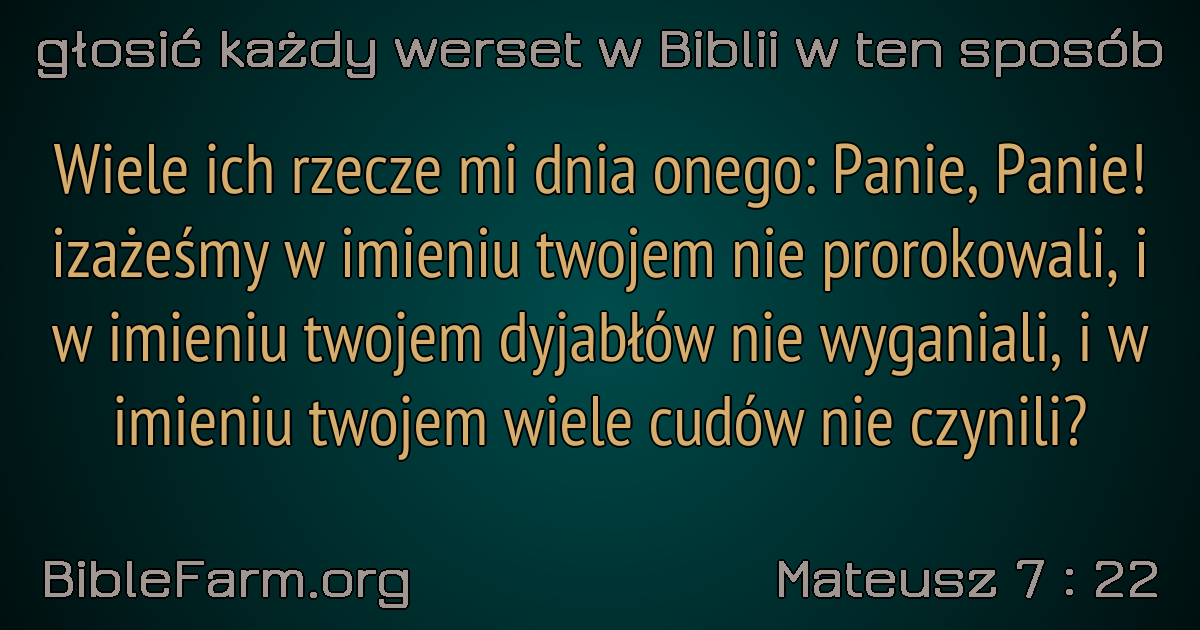 głosić każdy werset w Biblii w ten sposób
Wiele ich rzecze mi dnia onego: Panie, Panie!
izażeśmy w imieniu twojem nie prorokowali, i
w imieniu twojem dyjabłów nie wyganiali, i w
imieniu twojem wiele cudów nie czynili?
BibleFarm.org
Mateusz 7 : 22